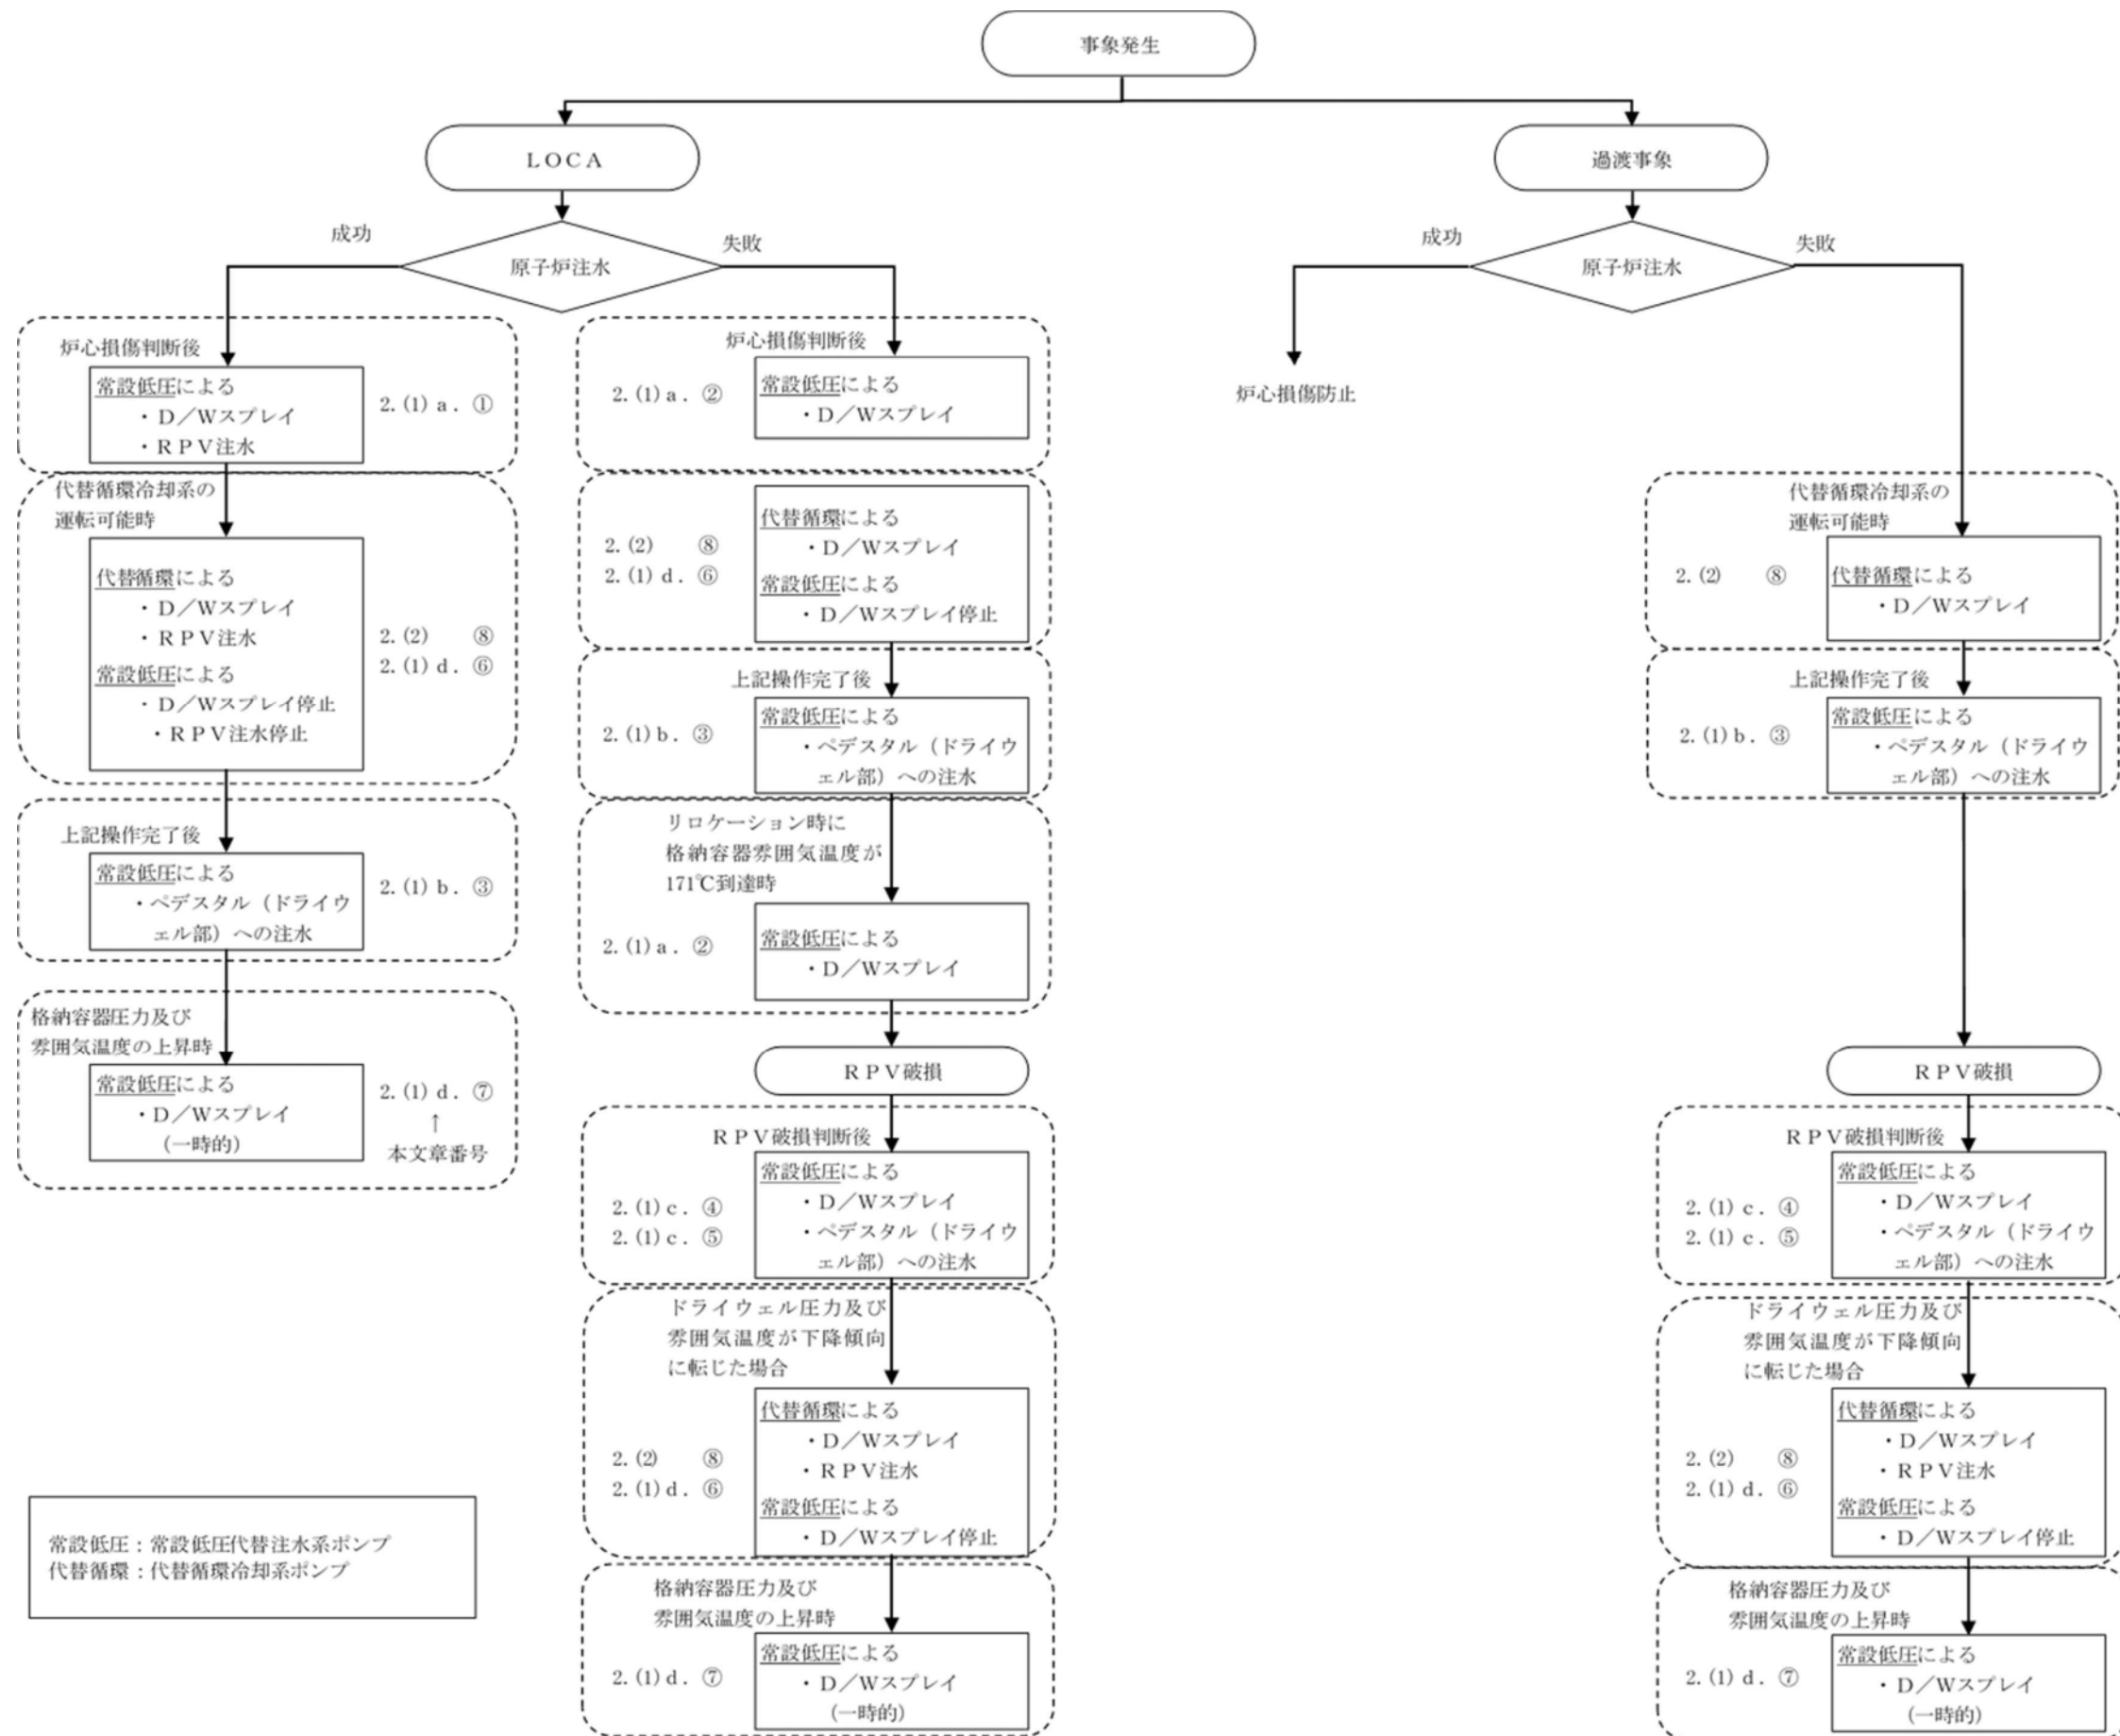 事象発生
ＬＯＣＡ
原子炉注水
成功
失敗
炉心損傷判断後
常設低圧による
・Ｄ／Ｗスプレイ
・ＲＰＶ注水
2. (1) a． ①
代替循環冷却系の
運転可能時
代替循環による
・Ｄ／Ｗスプレイ
・ＲＰＶ注水
常設低圧による
・Ｄ／Ｗスプレイ停止
・ＲＰＶ注水停止
2. (2) ⑧
2. (1) d． ⑥
上記操作完了後
常設低圧による
・ペデスタル（ドライウ
ェル部）への注水
2. (1) b． ③
格納容器圧力及び
雰囲気温度の上昇時
常設低圧による
・Ｄ／Ｗスプレイ
（一時的）
2. (1) d． ⑦
↑
本文章番号
炉心損傷判断後
2. (1) a． ②
常設低圧による
・Ｄ／Ｗスプレイ
2. (2) ⑧
2. (1) d． ⑥
代替循環による
・Ｄ／Ｗスプレイ
常設低圧による
・Ｄ／Ｗスプレイ停止
上記操作完了後
2. (1) b． ③
常設低圧による
・ペデスタル（ドライウ
ェル部）への注水
リロケーション時に
格納容器雰囲気温度が
171℃到達時
2. (1) a． ②
常設低圧による
・Ｄ／Ｗスプレイ
ＲＰＶ破損
ＲＰＶ破損判断後
2. (1) c． ④
2. (1) c． ⑤
常設低圧による
・Ｄ／Ｗスプレイ
・ペデスタル（ドライウ
ェル部）への注水
ドライウェル圧力及び
雰囲気温度が下降傾向
に転じた場合
2. (2) ⑧
2. (1) d． ⑥
代替循環による
・Ｄ／Ｗスプレイ
・ＲＰＶ注水
常設低圧による
・Ｄ／Ｗスプレイ停止
格納容器圧力及び
雰囲気温度の上昇時
2. (1) d． ⑦
常設低圧による
・Ｄ／Ｗスプレイ
（一時的）
過渡事象
原子炉注水
成功
失敗
炉心損傷防止
代替循環冷却系の
運転可能時
2. (2) ⑧
代替循環による
・Ｄ／Ｗスプレイ
上記操作完了後
2. (1) b． ③
常設低圧による
・ペデスタル（ドライウ
ェル部）への注水
ＲＰＶ破損
ＲＰＶ破損判断後
2. (1) c． ④
2. (1) c． ⑤
常設低圧による
・Ｄ／Ｗスプレイ
・ペデスタル（ドライウ
ェル部）への注水
ドライウェル圧力及び
雰囲気温度が下降傾向
に転じた場合
2. (2) ⑧
2. (1) d． ⑥
代替循環による
・Ｄ／Ｗスプレイ
・ＲＰＶ注水
常設低圧による
・Ｄ／Ｗスプレイ停止
格納容器圧力及び
雰囲気温度の上昇時
2. (1) d． ⑦
常設低圧による
・Ｄ／Ｗスプレイ
（一時的）
常設低圧：常設低圧代替注水系ポンプ
代替循環：代替循環冷却系ポンプ